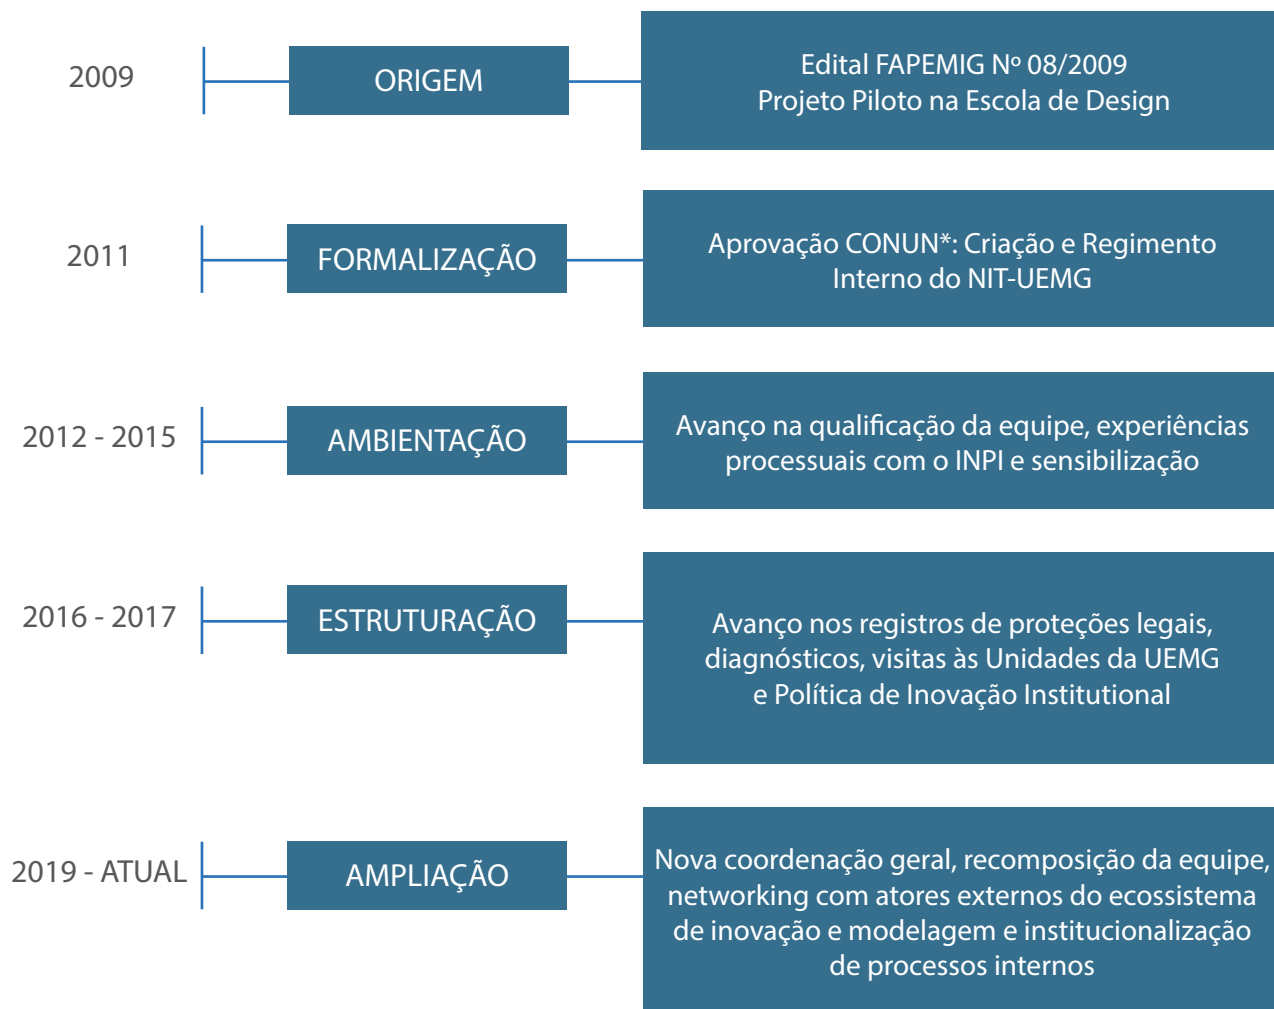 2009
ORIGEM
Edital FAPEMIG Nº 08/2009
Projeto Piloto na Escola de Design
2011
FORMALIZAÇÃO
Aprovação CONUN*: Criação e Regimento
Interno do NIT-UEMG
2012 - 2015
AMBIENTAÇÃO
Avanço na qualificação da equipe, experiências
processuais com o INPI e sensibilização
2016 - 2017
ESTRUTURAÇÃO
Avanço nos registros de proteções legais,
diagnósticos, visitas às Unidades da UEMG
e Política de Inovação Institutional
2019 - ATUAL
AMPLIAÇÃO
Nova coordenação geral, recomposição da equipe,
networking com atores externos do ecossistema
de inovação e modelagem e institucionalização
de processos internos